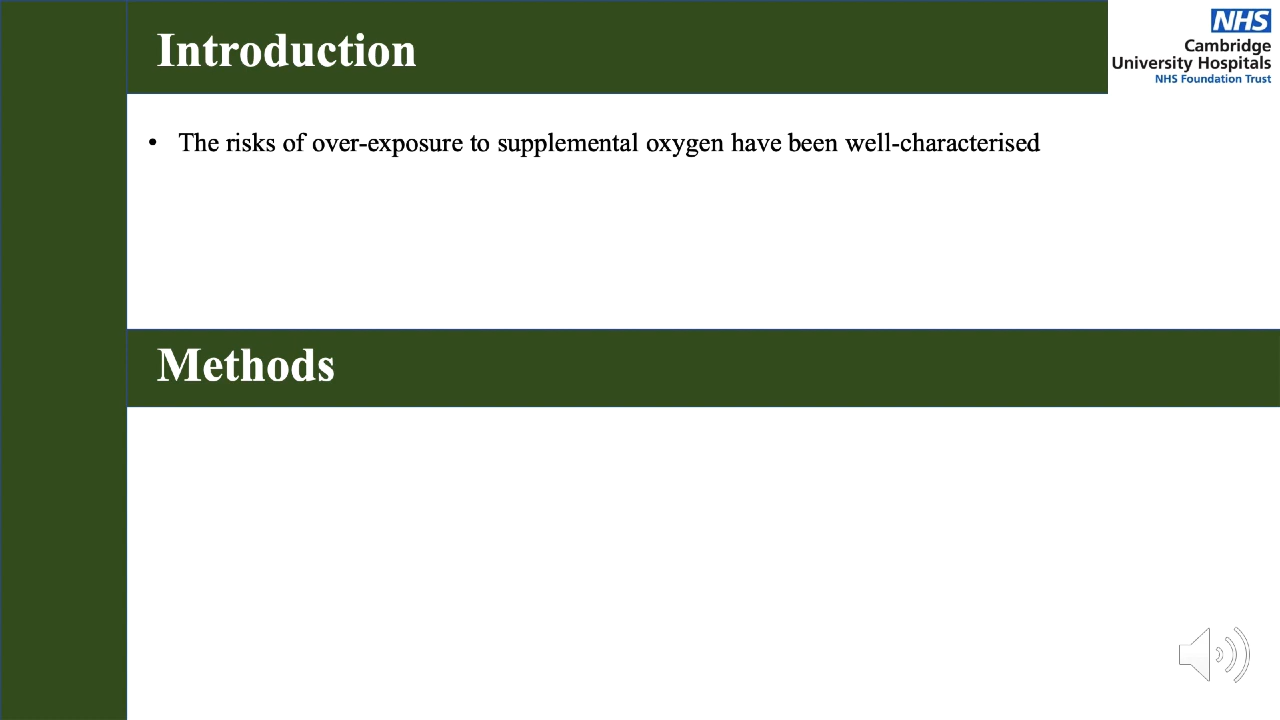 Introduction
NHS
Cambridge
University Hospitals
NHS Foundation Trust
• The risks of over-exposure to supplemental oxygen have been well-characterised
Methods